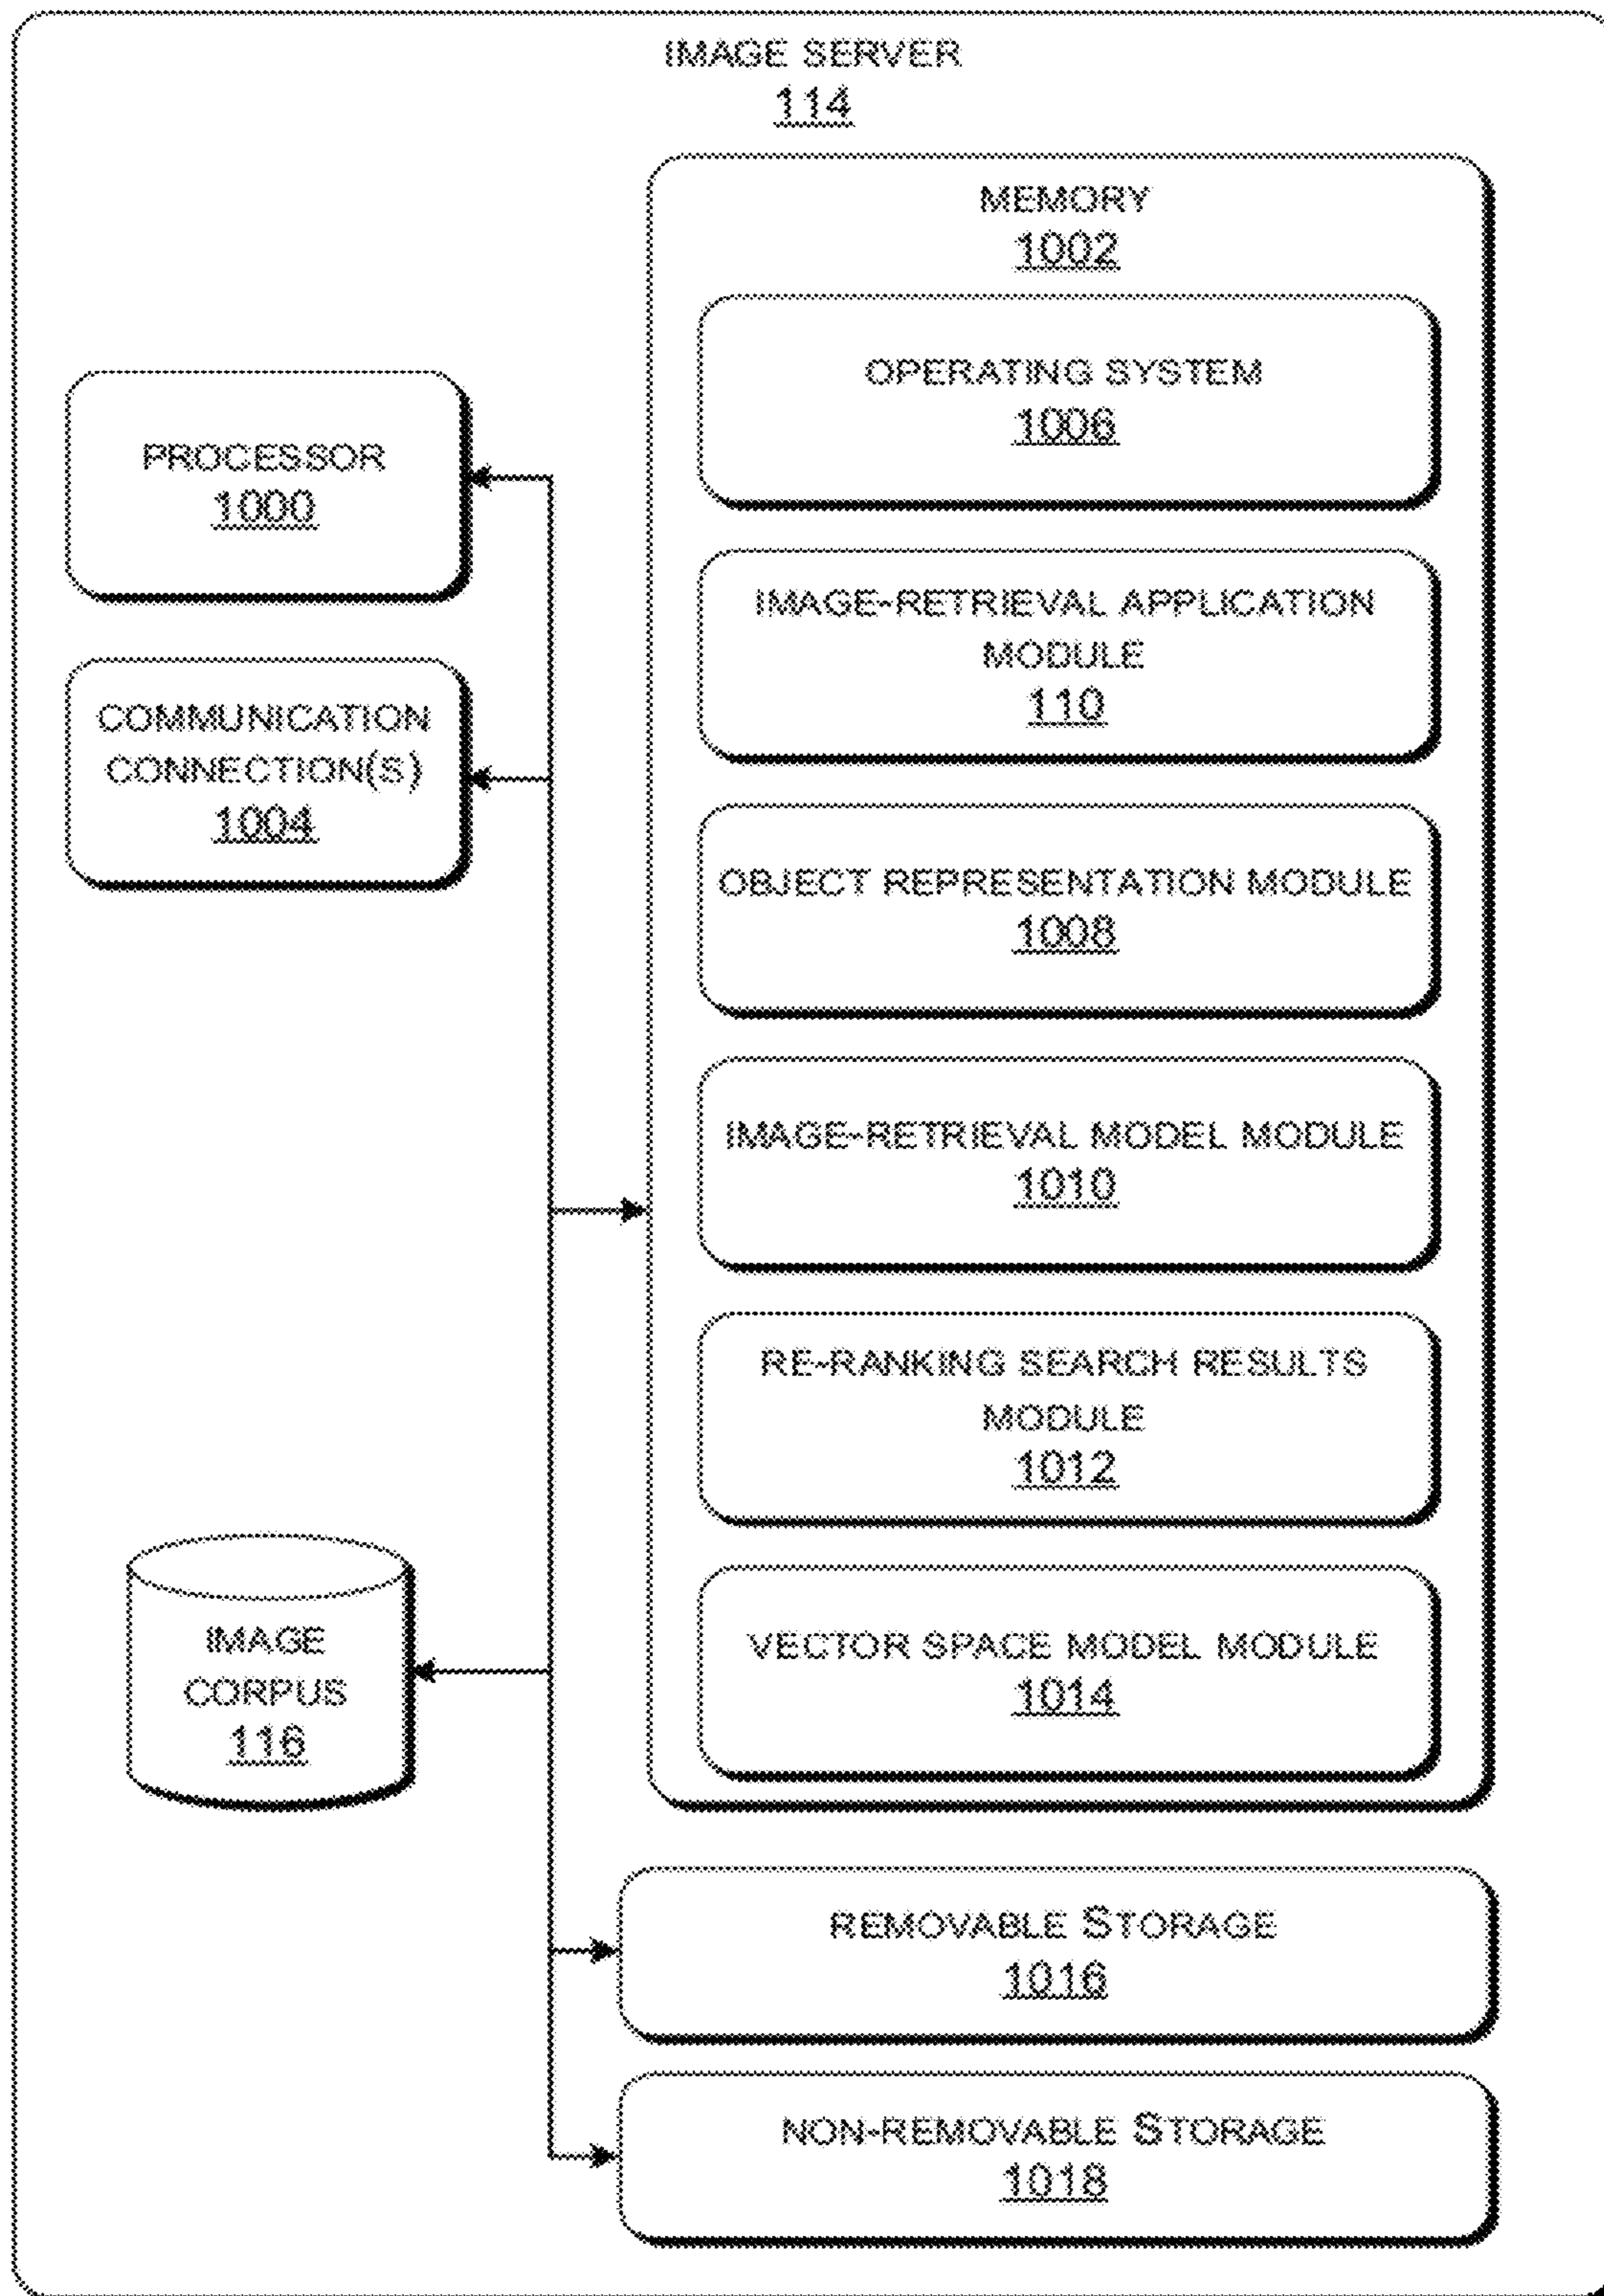 IMAGE SERVER
114
MEMORY
1002
OPERATING SYSTEM
1006
PROCESSOR
1000
IMAGE-RETRIEVAL APPLICATION
MODULE
110
COMMUNICATION
CONNECTION(S)
1004
OBJECT REPRESENTATION MODULE
1008
IMAGE-RETRIEVAL MODEL MODULE
1010
RE-RANKING SEARCH RESULTS
MODULE
1012
IMAGE
CORPUS
116
VECTOR SPACE MODEL MODULE
1014
REMOVABLE STORAGE
1016
NON-REMOVABLE STORAGE
1018